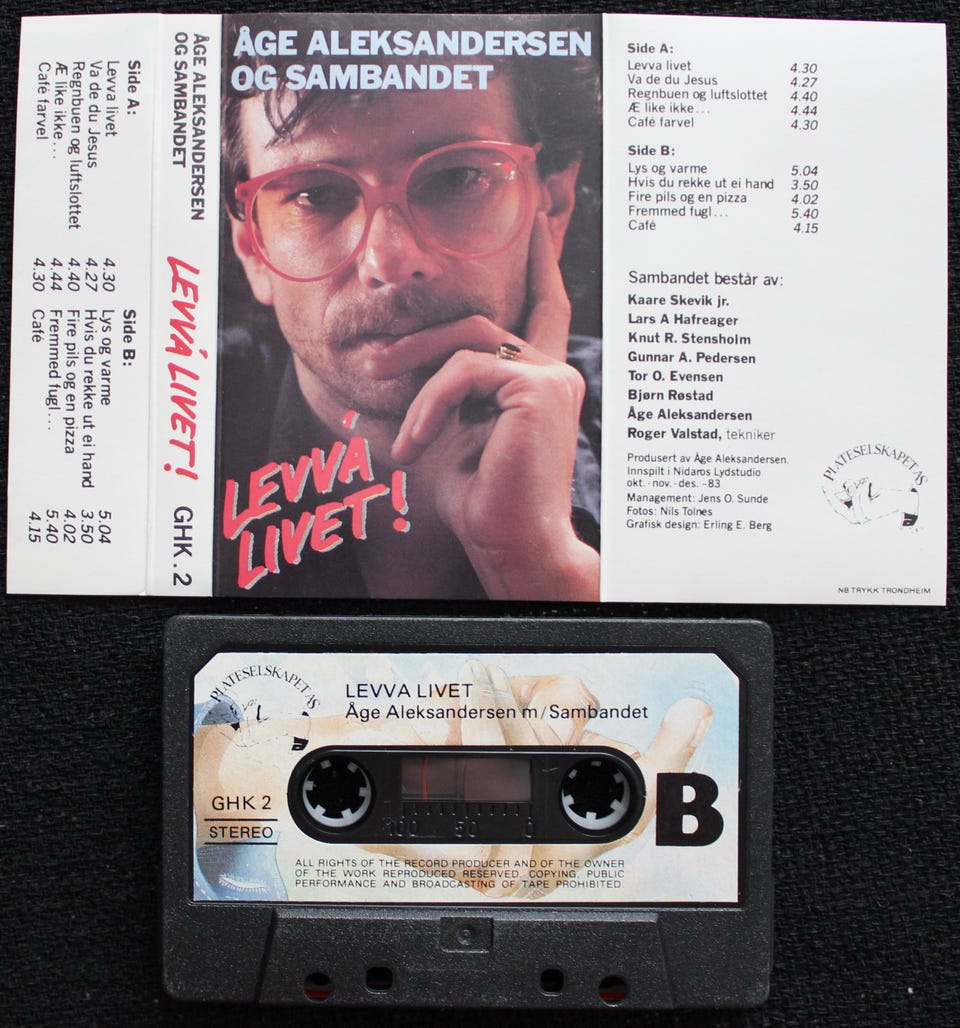 Side A:
Levva livet 4.30
Va de du Jesus 4.27
Regnbuen og luftslottet 4.40
Æ like ikke... 4.44
Café farvel 4.30
Side B:
Lys og varme 5.04
Hvis du rekke ut ei hand 3.50
Fire pils og en pizza 4.02
Fremmed fugl... 5.40
Café 4.15
ÅGE ALEKSANDERSEN
OG SAMBANDET
LEVVÅ LIVET!
GHK.2
ÅGE ALEKSANDERSEN
OG SAMBANDET
LEVVÅ
LIVET!
Side A:
Levva livet 4.30
Va de du Jesus 4.27
Regnbuen og luftslottet 4.40
Æ like ikke... 4.44
Café farvel 4.30
Side B:
Lys og varme 5.04
Hvis du rekke ut ei hand 3.50
Fire pils og en pizza 4.02
Fremmed fugl... 5.40
Café 4.15
Sambandet består av:
Kaare Skevik jr.
Lars A Hafreager
Knut R. Stensholm
Gunnar A. Pedersen
Tor O. Evensen
Bjørn Røstad
Åge Aleksandersen
Roger Valstad, tekniker
Produsert av Åge Aleksandersen.
Innspilt i Nidaros Lydstudio
okt. - nov. - des. - 83
Management: Jens O. Sunde
Fotos: Nils Tolnes
Grafisk design: Erling E. Berg
PLATESELSKAPET AS
NB TRYKK TRONDHEIM
PLATESELSKAPET AS
LEVVA LIVET
Åge Aleksandersen m/Sambandet
GHK 2
STEREO
100 50 0
B
ALL RIGHTS OF THE RECORD PRODUCER AND OF THE OWNER
OF THE WORK REPRODUCED RESERVED. COPYING, PUBLIC
PERFORMANCE AND BROADCASTING OF TAPE PROHIBITED.